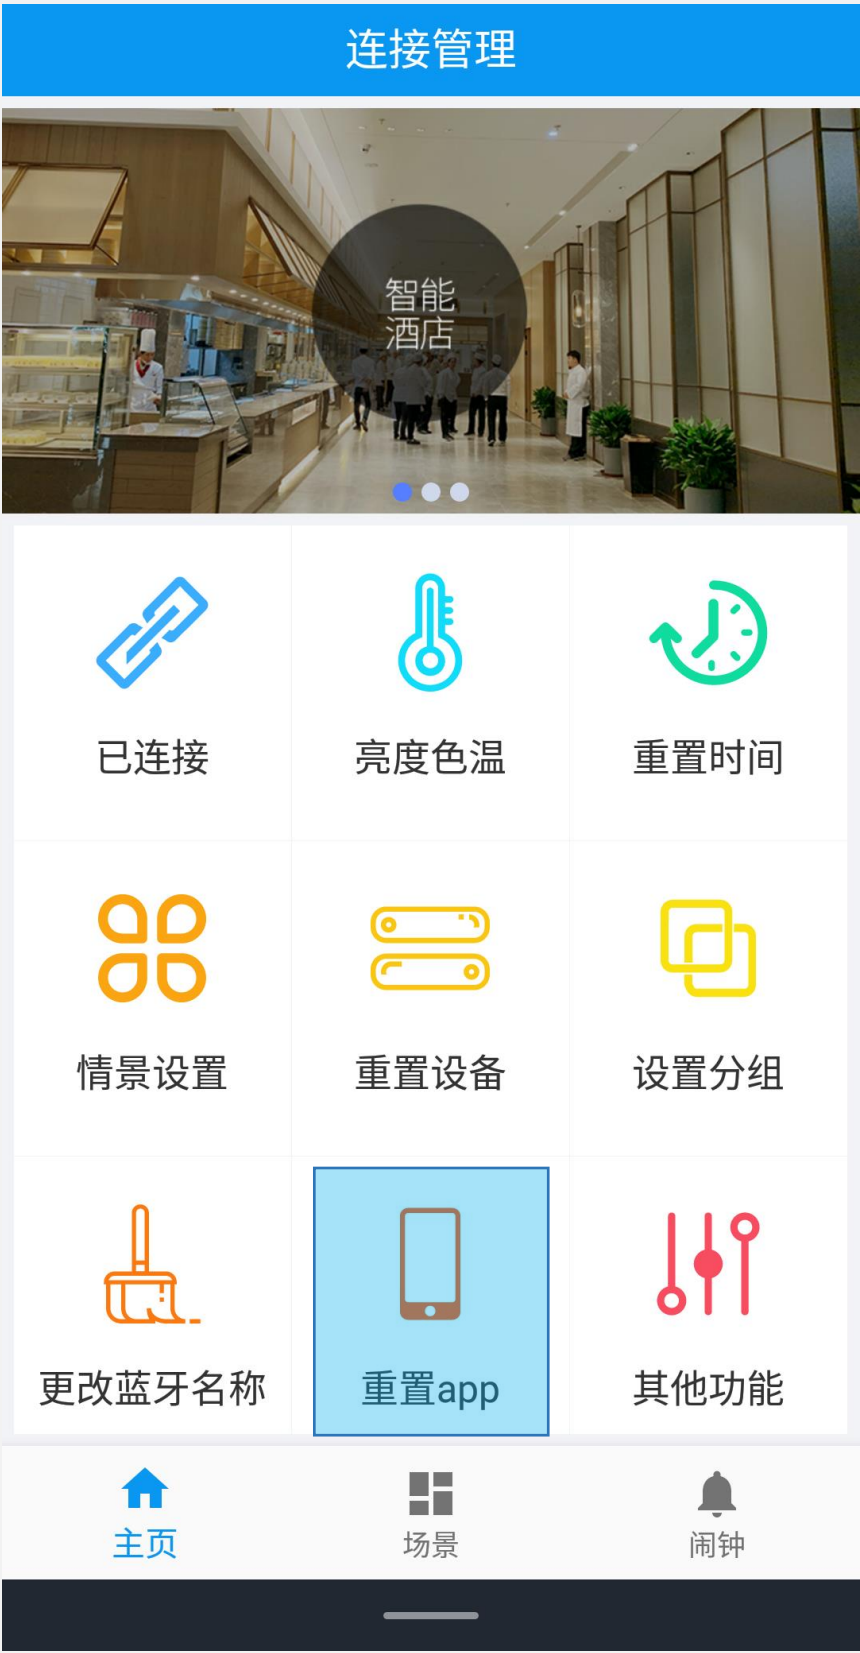 连接管理
智能
酒店
已连接
亮度色温
重置时间
情景设置
重置设备
设置分组
更改蓝牙名称
重置app
其他功能
主页
场景
闹钟